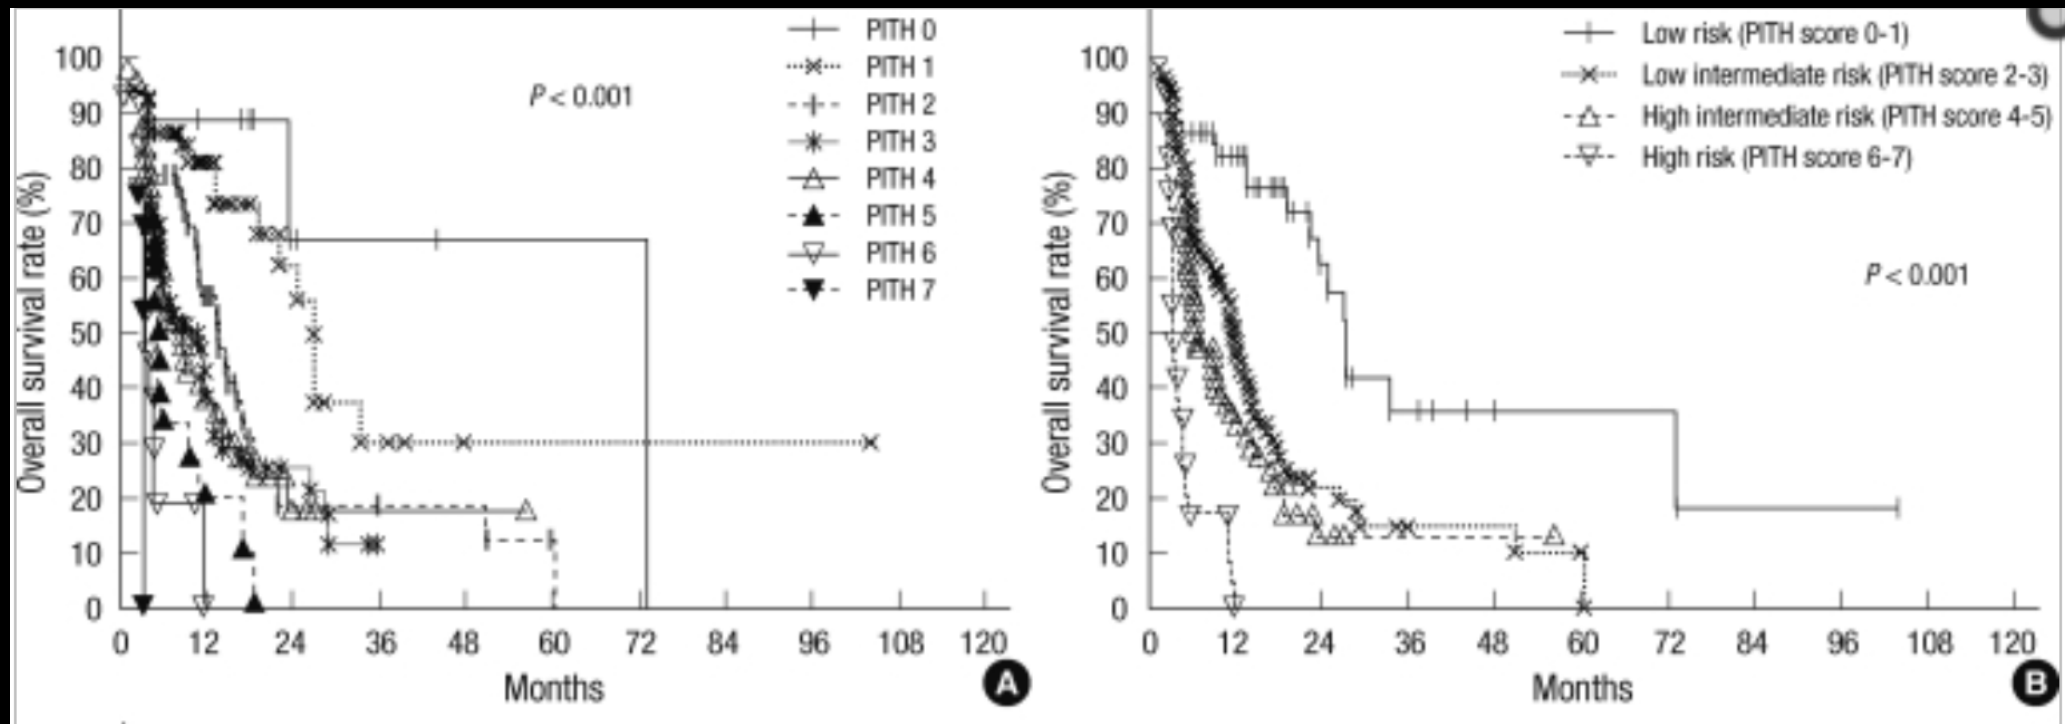 PITH 0
PITH 1
PITH 2
PITH 3
PITH 4
PITH 5
PITH 6
PITH 7
P < 0.001
Overall survival rate (%)
100
90
80
70
60
50
40
30
20
10
0
0 12 24 36 48 60 72 84 96 108 120
Months
A
Low risk (PITH score 0-1)
Low intermediate risk (PITH score 2-3)
High intermediate risk (PITH score 4-5)
High risk (PITH score 6-7)
P < 0.001
Overall survival rate (%)
100
90
80
70
60
50
40
30
20
10
0
0 12 24 36 48 60 72 84 96 108 120
Months
B